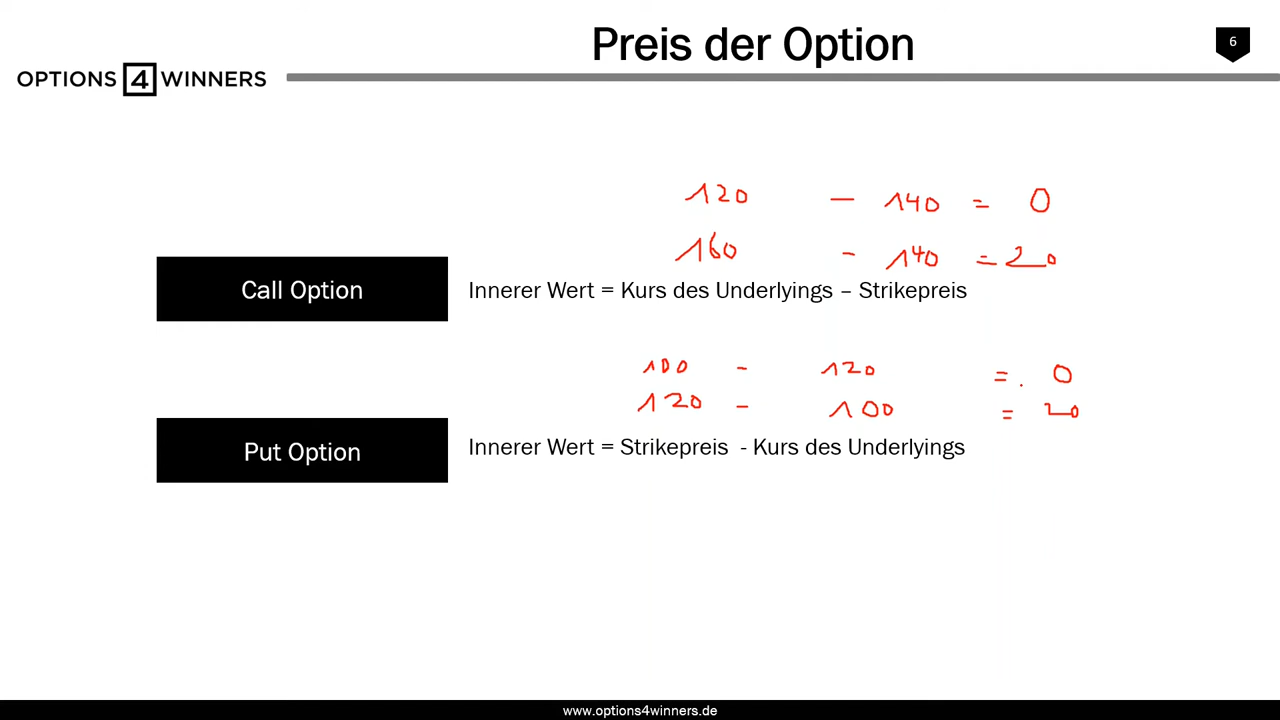 Preis der Option
6
OPTIONS 4 WINNERS
120 - 140 = 0
160 - 140 = 20
Call Option
Innerer Wert = Kurs des Underlyings – Strikepreis
100 - 120 = . 0
120 - 100 = 20
Put Option
Innerer Wert = Strikepreis - Kurs des Underlyings
www.options4winners.de